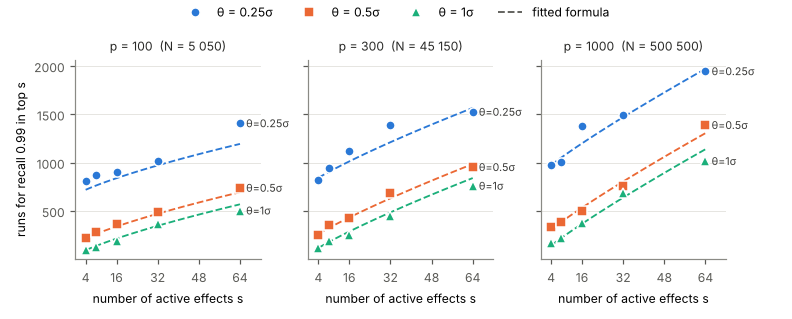 θ = 0.25σ θ = 0.5σ θ = 1σ fitted formula
p = 100 (N = 5 050)
p = 300 (N = 45 150)
p = 1000 (N = 500 500)
runs for recall 0.99 in top s
2000
1500
1000
500
θ=0.25σ
θ=0.5σ
θ=1σ
4 16 32 48 64
number of active effects s
θ=0.25σ
θ=0.5σ
θ=1σ
4 16 32 48 64
number of active effects s
θ=0.25σ
θ=0.5σ
θ=1σ
4 16 32 48 64
number of active effects s